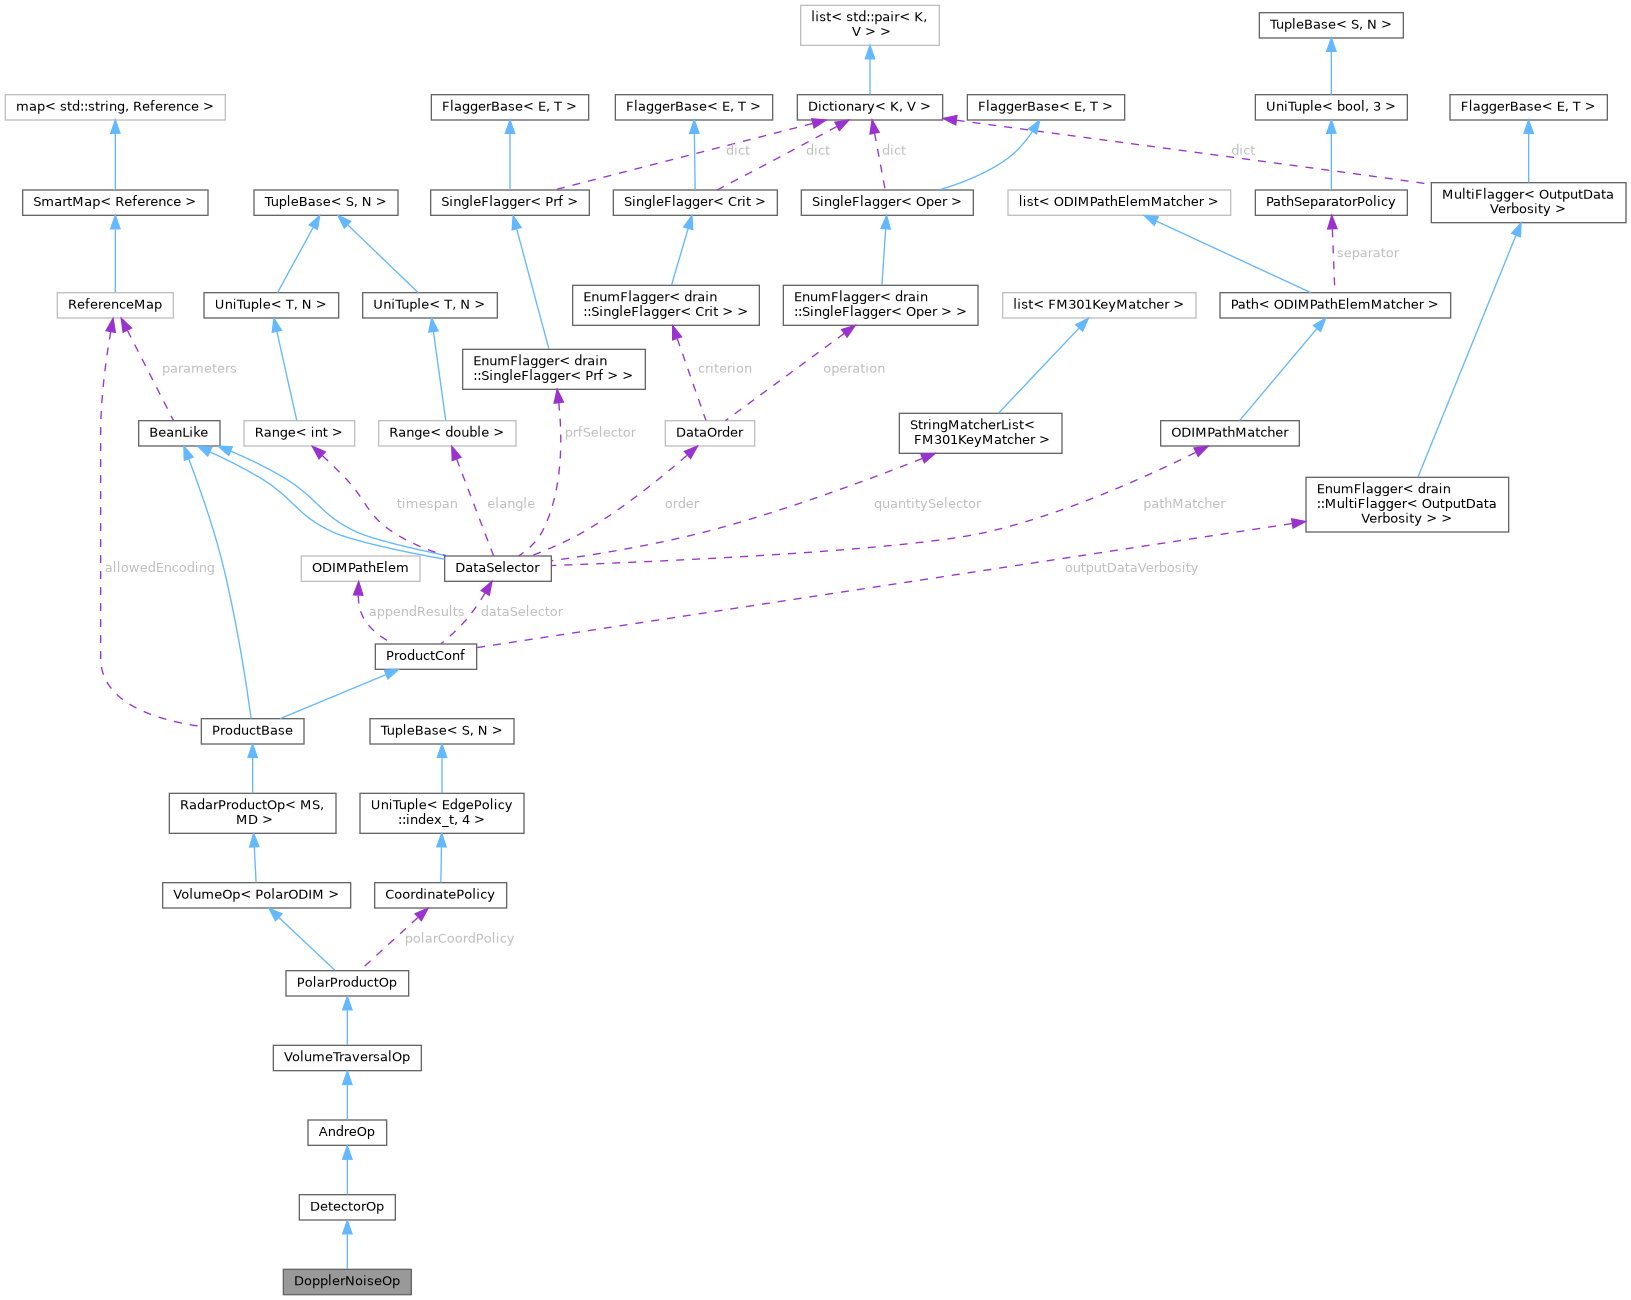 list< std::pair< K,
V > >
TupleBase< S, N >
map< std::string, Reference >
FlaggerBase< E, T >
FlaggerBase< E, T >
Dictionary< K, V >
FlaggerBase< E, T >
UniTuple< bool, 3 >
FlaggerBase< E, T >
dict
dict
dict
dict
SmartMap< Reference >
TupleBase< S, N >
SingleFlagger< Prf >
SingleFlagger< Crit >
SingleFlagger< Oper >
list< ODIMPathElemMatcher >
PathSeparatorPolicy
MultiFlagger< OutputData
Verbosity >
separator
ReferenceMap
UniTuple< T, N >
UniTuple< T, N >
EnumFlagger< drain
::SingleFlagger< Crit > >
EnumFlagger< drain
::SingleFlagger< Oper > >
list< FM301KeyMatcher >
Path< ODIMPathElemMatcher >
parameters
EnumFlagger< drain
::SingleFlagger< Prf > >
criterion
operation
BeanLike
Range< int >
Range< double >
prfSelector
DataOrder
StringMatcherList<
FM301KeyMatcher >
ODIMPathMatcher
timespan
elangle
order
quantitySelector
pathMatcher
EnumFlagger< drain
::MultiFlagger< OutputData
Verbosity > >
allowedEncoding
ODIMPathElem
DataSelector
outputDataVerbosity
appendResults
dataSelector
ProductConf
ProductBase
TupleBase< S, N >
RadarProductOp< MS,
MD >
UniTuple< EdgePolicy
::index_t, 4 >
VolumeOp< PolarODIM >
CoordinatePolicy
polarCoordPolicy
PolarProductOp
VolumeTraversalOp
AndreOp
DetectorOp
DopplerNoiseOp